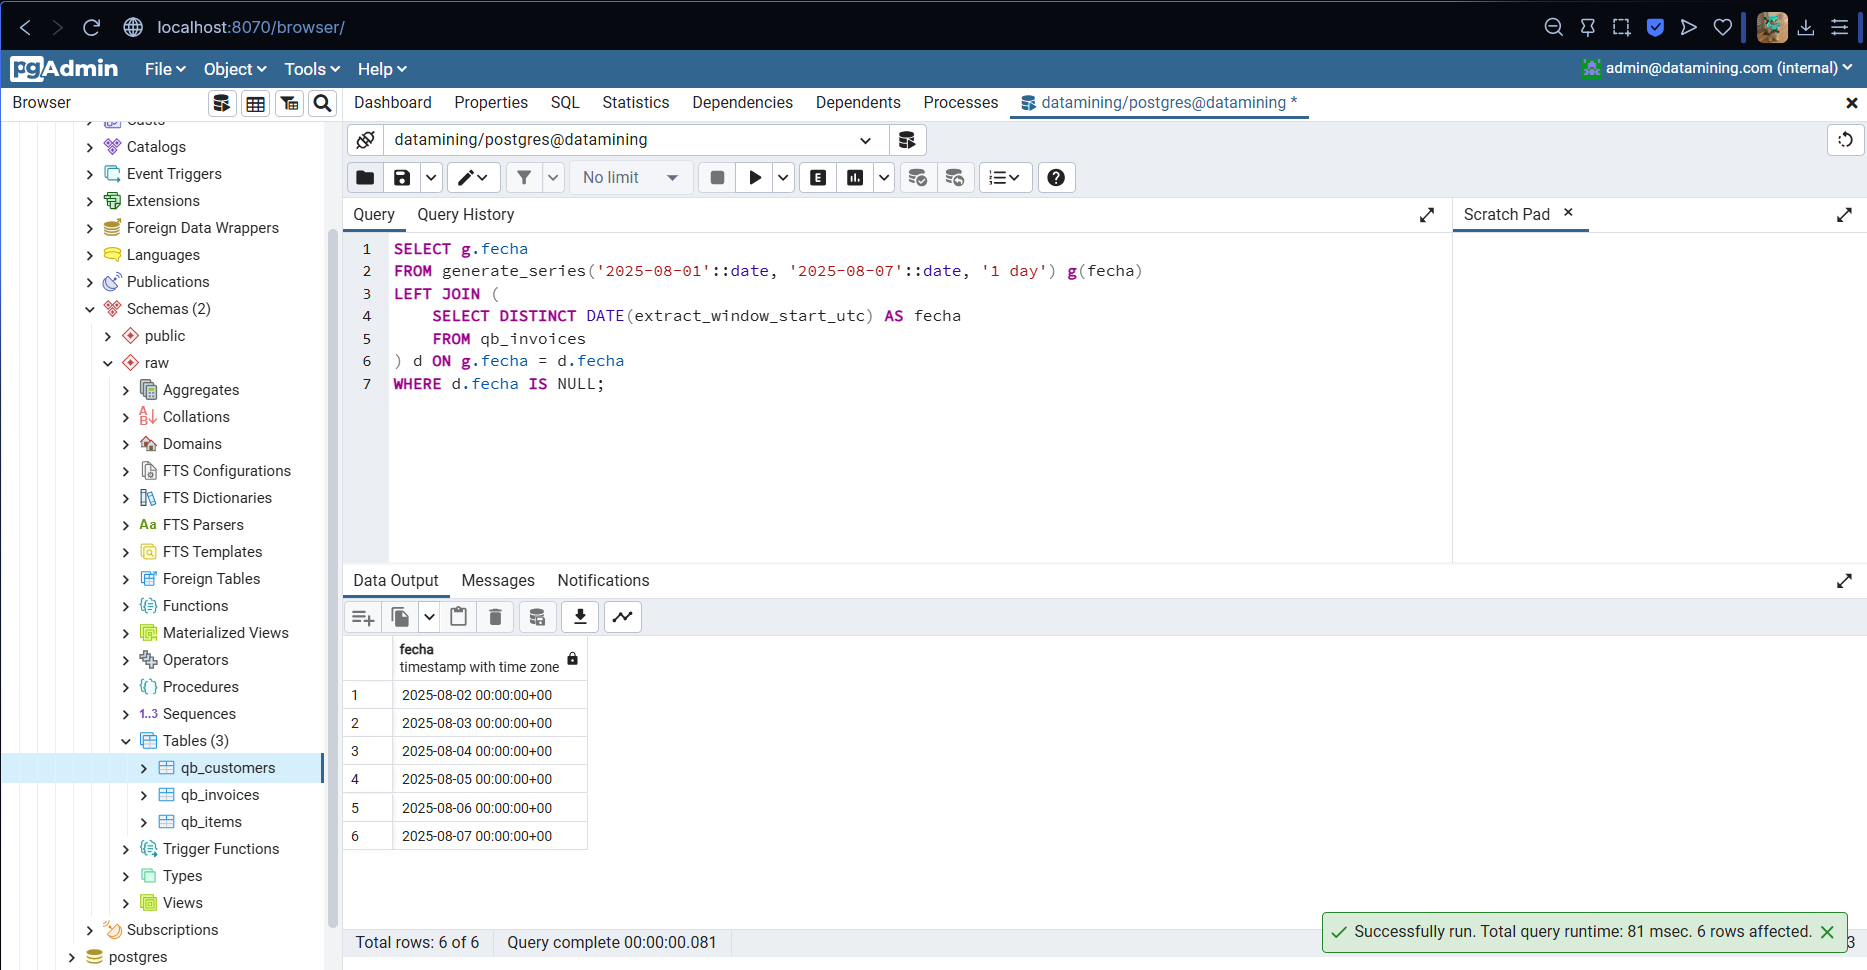 localhost:8070/browser/
pgAdmin File Object Tools Help admin@datamining.com (internal)
Browser
Dashboard Properties SQL Statistics Dependencies Dependents Processes datamining/postgres@datamining *
Casts
Catalogs
Event Triggers
Extensions
Foreign Data Wrappers
Languages
Publications
Schemas (2)
public
raw
Aggregates
Collations
Domains
FTS Configurations
FTS Dictionaries
Aa FTS Parsers
FTS Templates
Foreign Tables
Functions
Materialized Views
Operators
Procedures
1..3 Sequences
Tables (3)
qb_customers
qb_invoices
qb_items
Trigger Functions
Types
Views
Subscriptions
postgres
datamining/postgres@datamining
No limit E
Query Query History
Scratch Pad
1 SELECT g.fecha
2 FROM generate_series('2025-08-01'::date, '2025-08-07'::date, '1 day') g(fecha)
3 LEFT JOIN (
4 SELECT DISTINCT DATE(extract_window_start_utc) AS fecha
5 FROM qb_invoices
6 ) d ON g.fecha = d.fecha
7 WHERE d.fecha IS NULL;
Data Output Messages Notifications
fecha
timestamp with time zone
1 2025-08-02 00:00:00+00
2 2025-08-03 00:00:00+00
3 2025-08-04 00:00:00+00
4 2025-08-05 00:00:00+00
5 2025-08-06 00:00:00+00
6 2025-08-07 00:00:00+00
Total rows: 6 of 6 Query complete 00:00:00.081
Successfully run. Total query runtime: 81 msec. 6 rows affected.